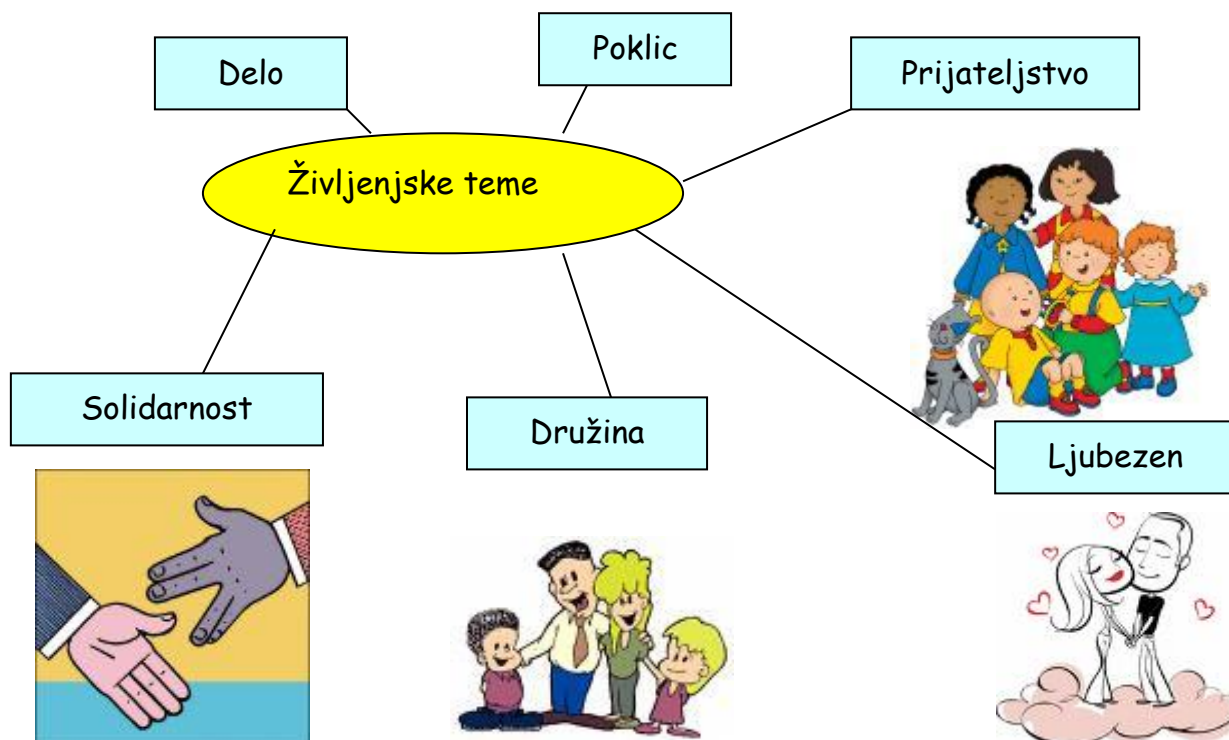 Delo
Poklic
Prijateljstvo
Življenjske teme
Solidarnost
Družina
Ljubezen